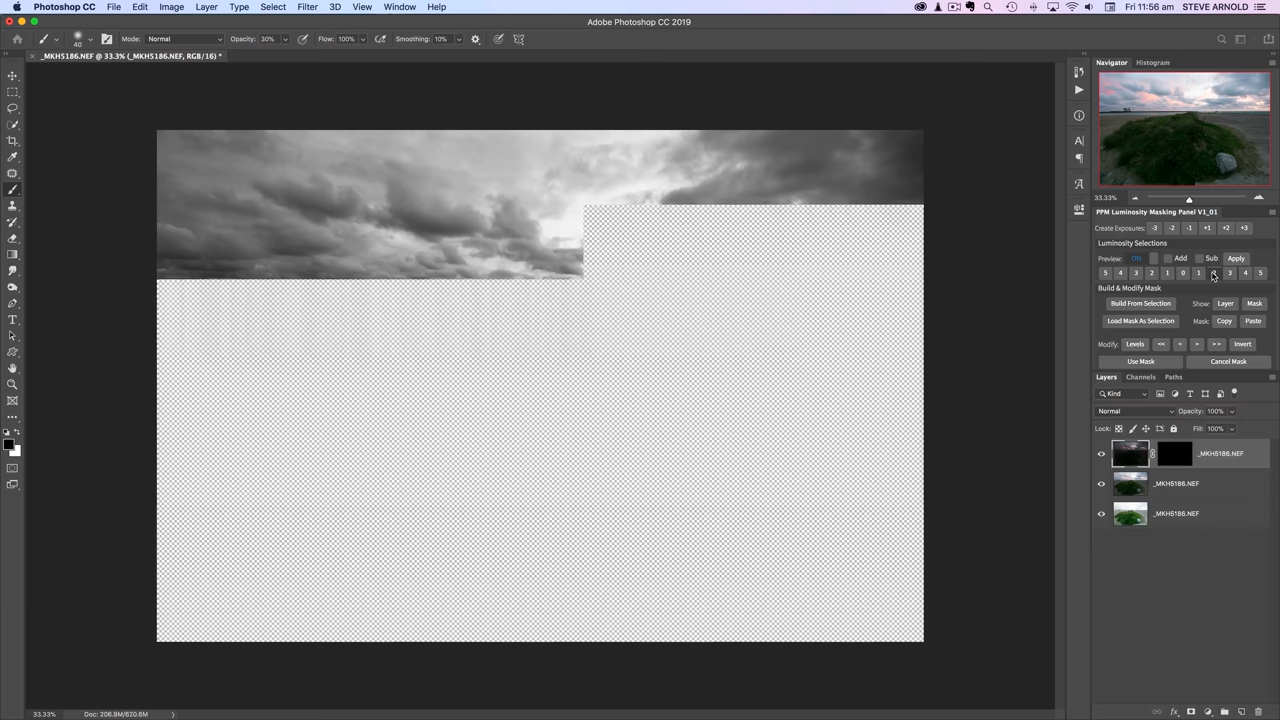 Photoshop CC File Edit Image Layer Type Select Filter 3D View Window Help Fri 11:56 am STEVE ARNOLD
Adobe Photoshop CC 2019
40 Mode: Normal Opacity: 30% Flow: 100% Smoothing: 10%
_MKH5186.NEF @ 33.3% (_MKH5186.NEF, RGB/16) *
Navigator Histogram
33.33%
PPM Luminosity Masking Panel V1_01
Create Exposures: -3 -2 -1 +1 +2 +3
Luminosity Selections
Preview: ON Add Sub Apply
5 4 3 2 1 0 1 2 3 4 5
Build & Modify Mask
Build From Selection Show: Layer Mask
Load Mask As Selection Mask: Copy Paste
Modify: Levels << < > >> Invert
Use Mask Cancel Mask
Layers Channels Paths
Kind
Normal Opacity: 100%
Lock: Fill: 100%
_MKH5186.NEF
_MKH5186.NEF
_MKH5186.NEF
33.33% Doc: 206.9M/620.6M